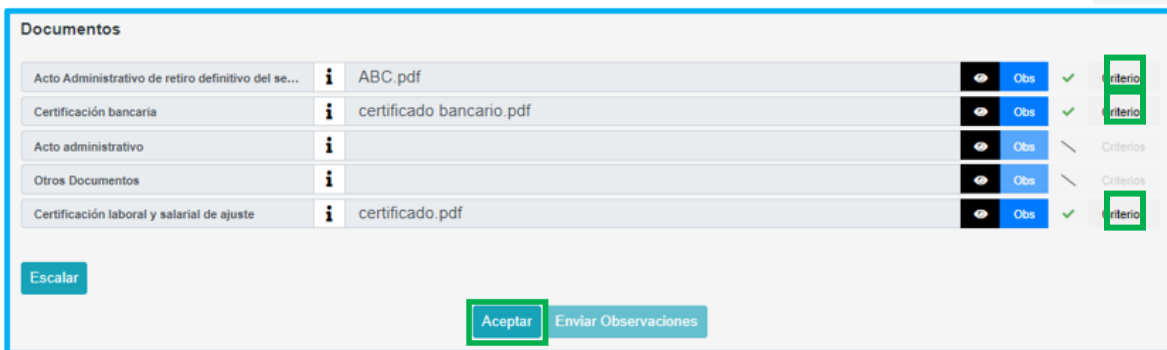 Documentos
Acto Administrativo de retiro definitivo del se... i ABC.pdf Obs Criterio
Certificación bancaria i certificado bancario.pdf Obs Criterio
Acto administrativo i Obs Criterios
Otros Documentos i Obs Criterios
Certificación laboral y salarial de ajuste i certificado.pdf Obs Criterio
Escalar
Aceptar Enviar Observaciones